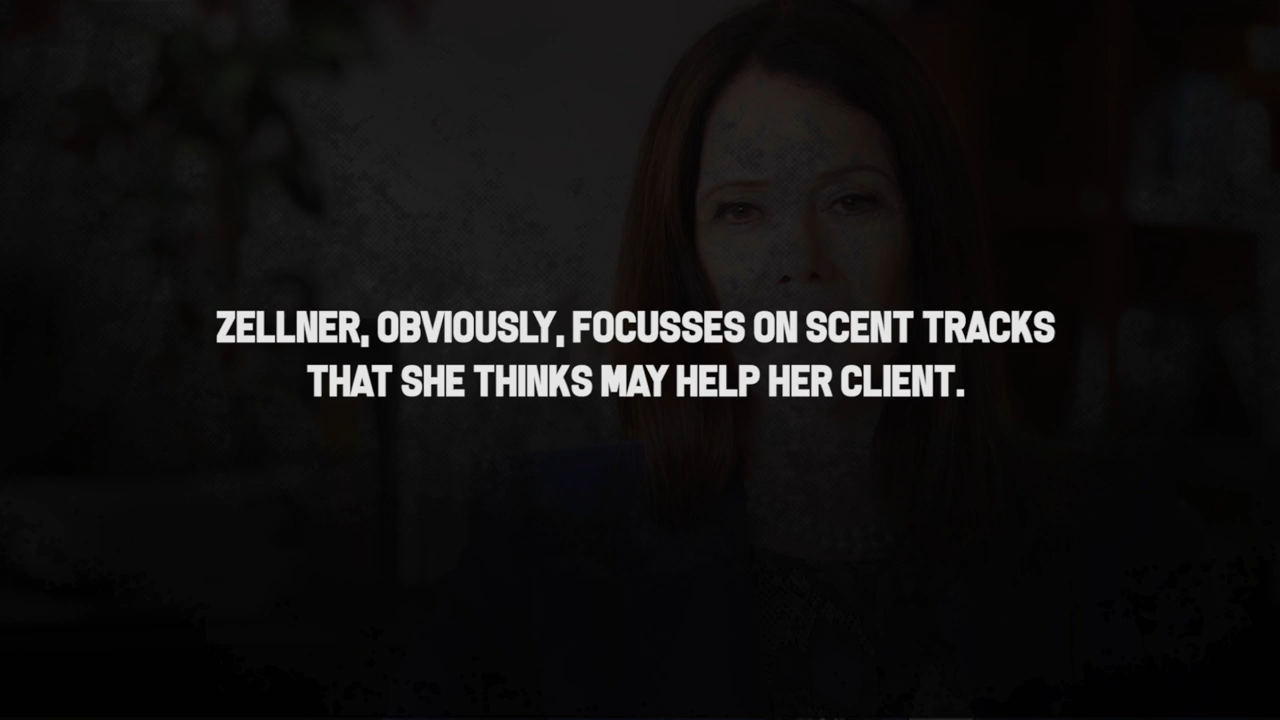 ZELLNER, OBVIOUSLY, FOCUSSES ON SCENT TRACKS
THAT SHE THINKS MAY HELP HER CLIENT.